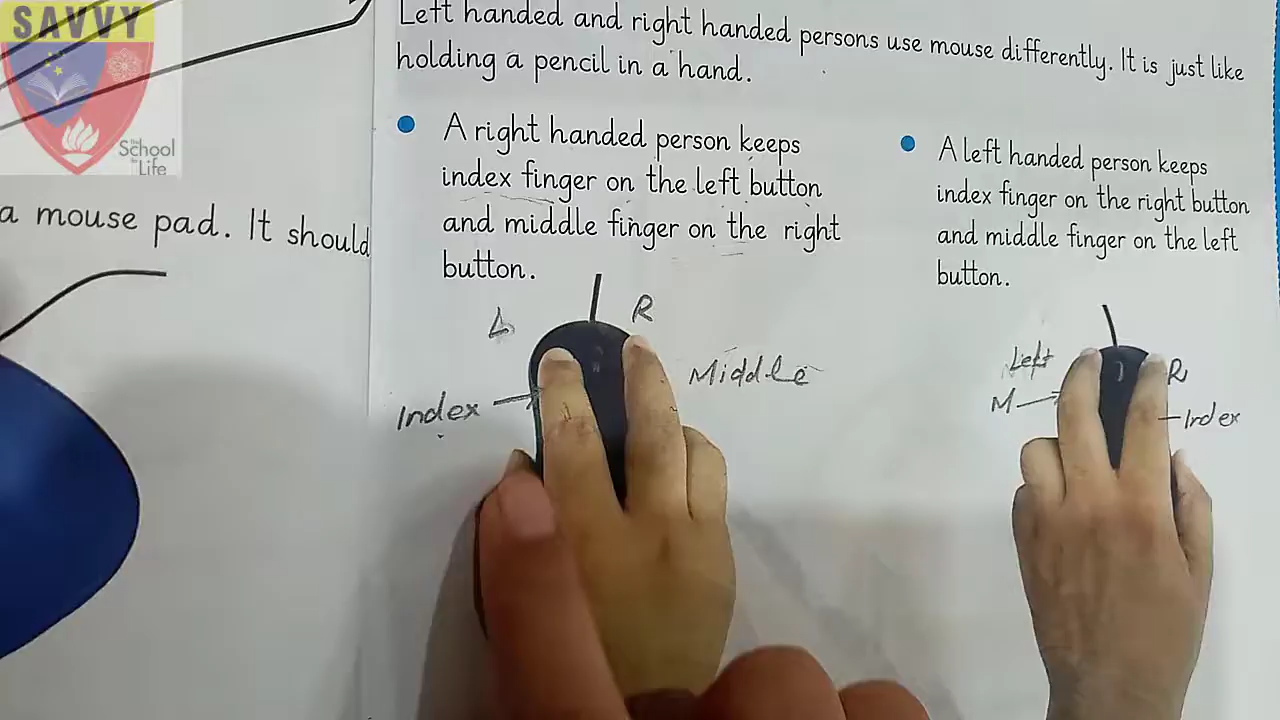 SAVVY
The School
for Life
a mouse pad. It should
Left handed and right handed persons use mouse differently. It is just like
holding a pencil in a hand.
A right handed person keeps
index finger on the left button
and middle finger on the right
button.
L
R
Middle
Index
A left handed person keeps
index finger on the right button
and middle finger on the left
button.
Left
R
M
Index